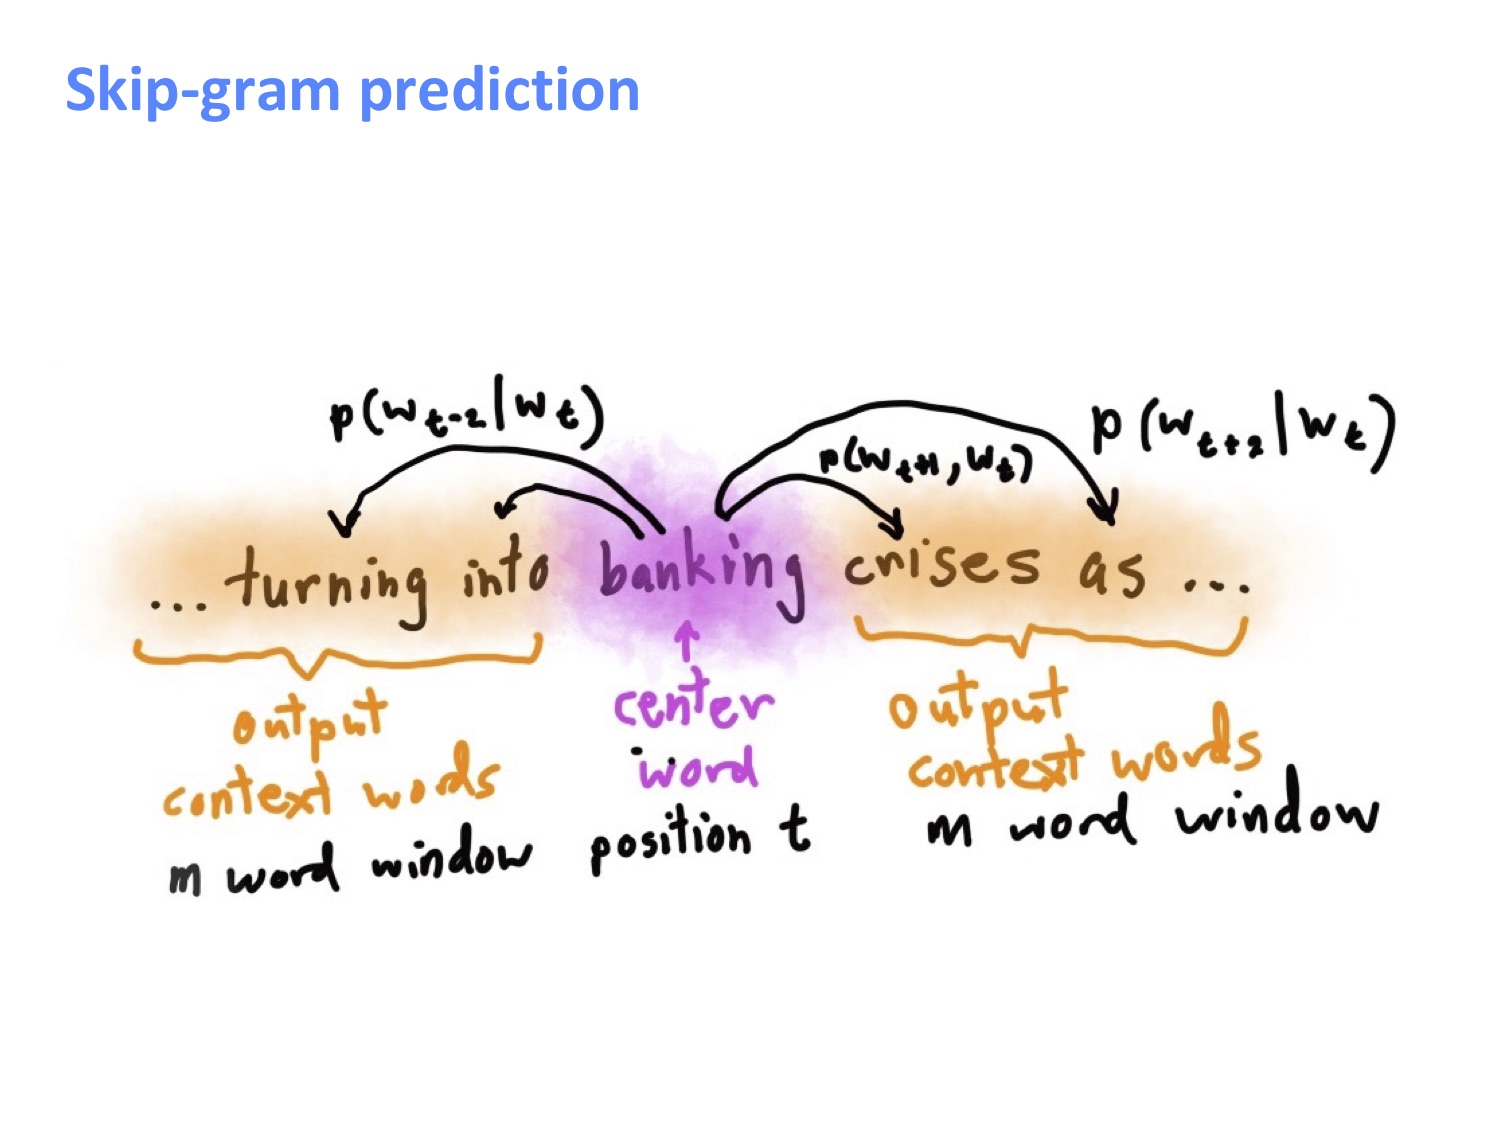 Skip-gram prediction
p(w_{t-2}|w_t)
p(w_{t+1}, w_t)
p(w_{t+2}|w_t)
... turning into banking crises as ...
output
context words
m word window
center
word
position t
output
context words
m word window